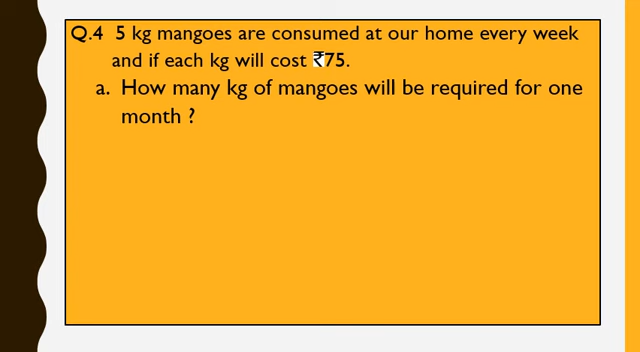 Q.4 5 kg mangoes are consumed at our home every week
and if each kg will cost ₹75.
a. How many kg of mangoes will be required for one
month ?